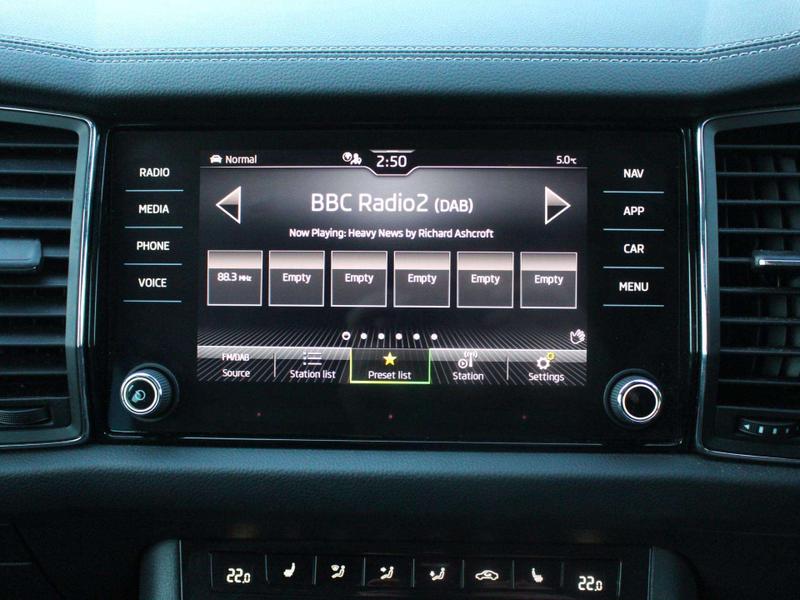 RADIO
MEDIA
PHONE
VOICE
Normal 2:50 5.0°C
BBC Radio2 (DAB)
Now Playing: Heavy News by Richard Ashcroft
88.3 MHz Empty Empty Empty Empty Empty
FM/DAB
Source Station list Preset list Station Settings
NAV
APP
CAR
MENU
22.0 22.0